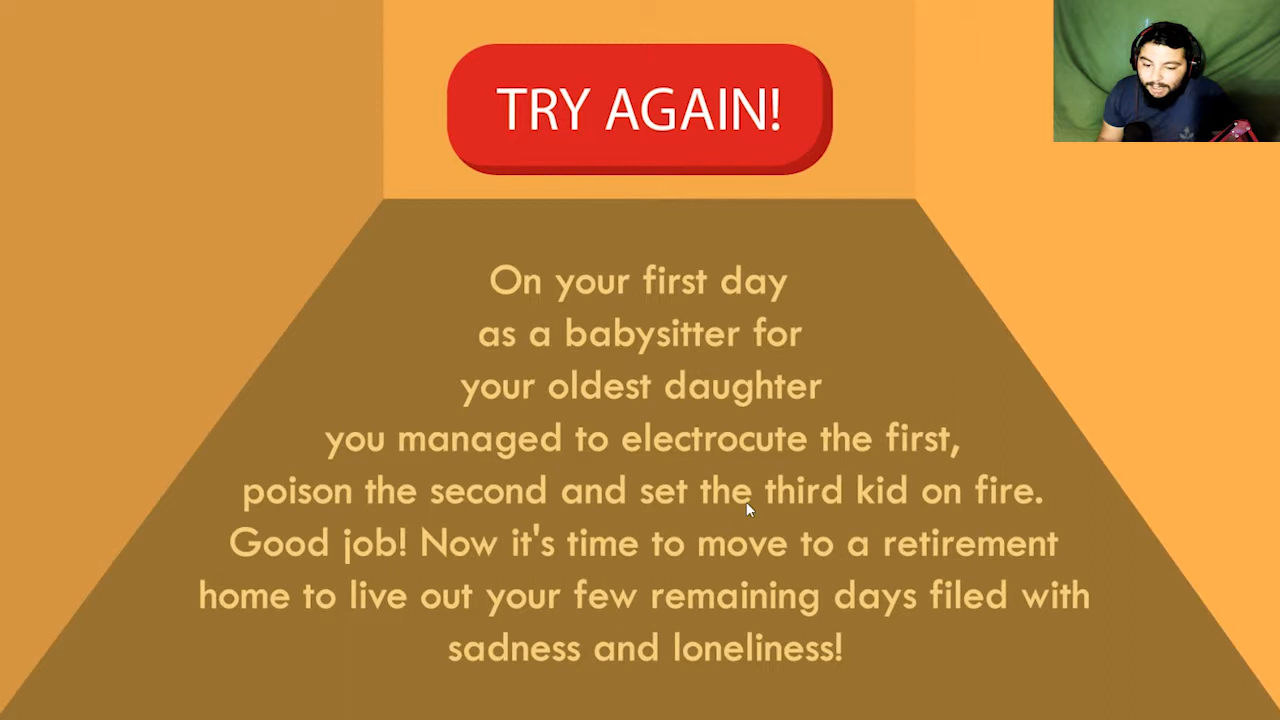 TRY AGAIN!
On your first day
as a babysitter for
your oldest daughter
you managed to electrocute the first,
poison the second and set the third kid on fire.
Good job! Now it's time to move to a retirement
home to live out your few remaining days filed with
sadness and loneliness!